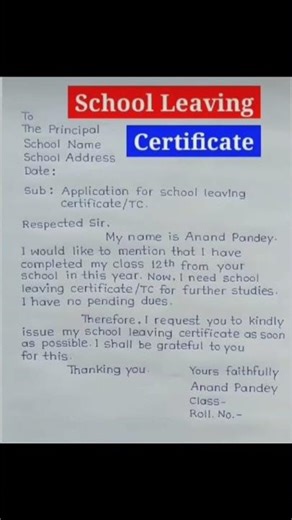 School Leaving
Certificate
To
The Principal
School Name
School Address
Date:
Sub: Application for school leaving
certificate/TC.
Respected Sir.
My name is Anand Pandey.
I would like to mention that I have
completed my class 12th from your
school in this year. Now, I need school
leaving certificate/TC for further studies.
I have no pending dues.
Therefore, I request you to kindly
issue my school leaving certificate as soon
as possible. I shall be grateful to you
for this.
Thanking you. Yours faithfully
Anand Pandey
Class-
Roll. No.-